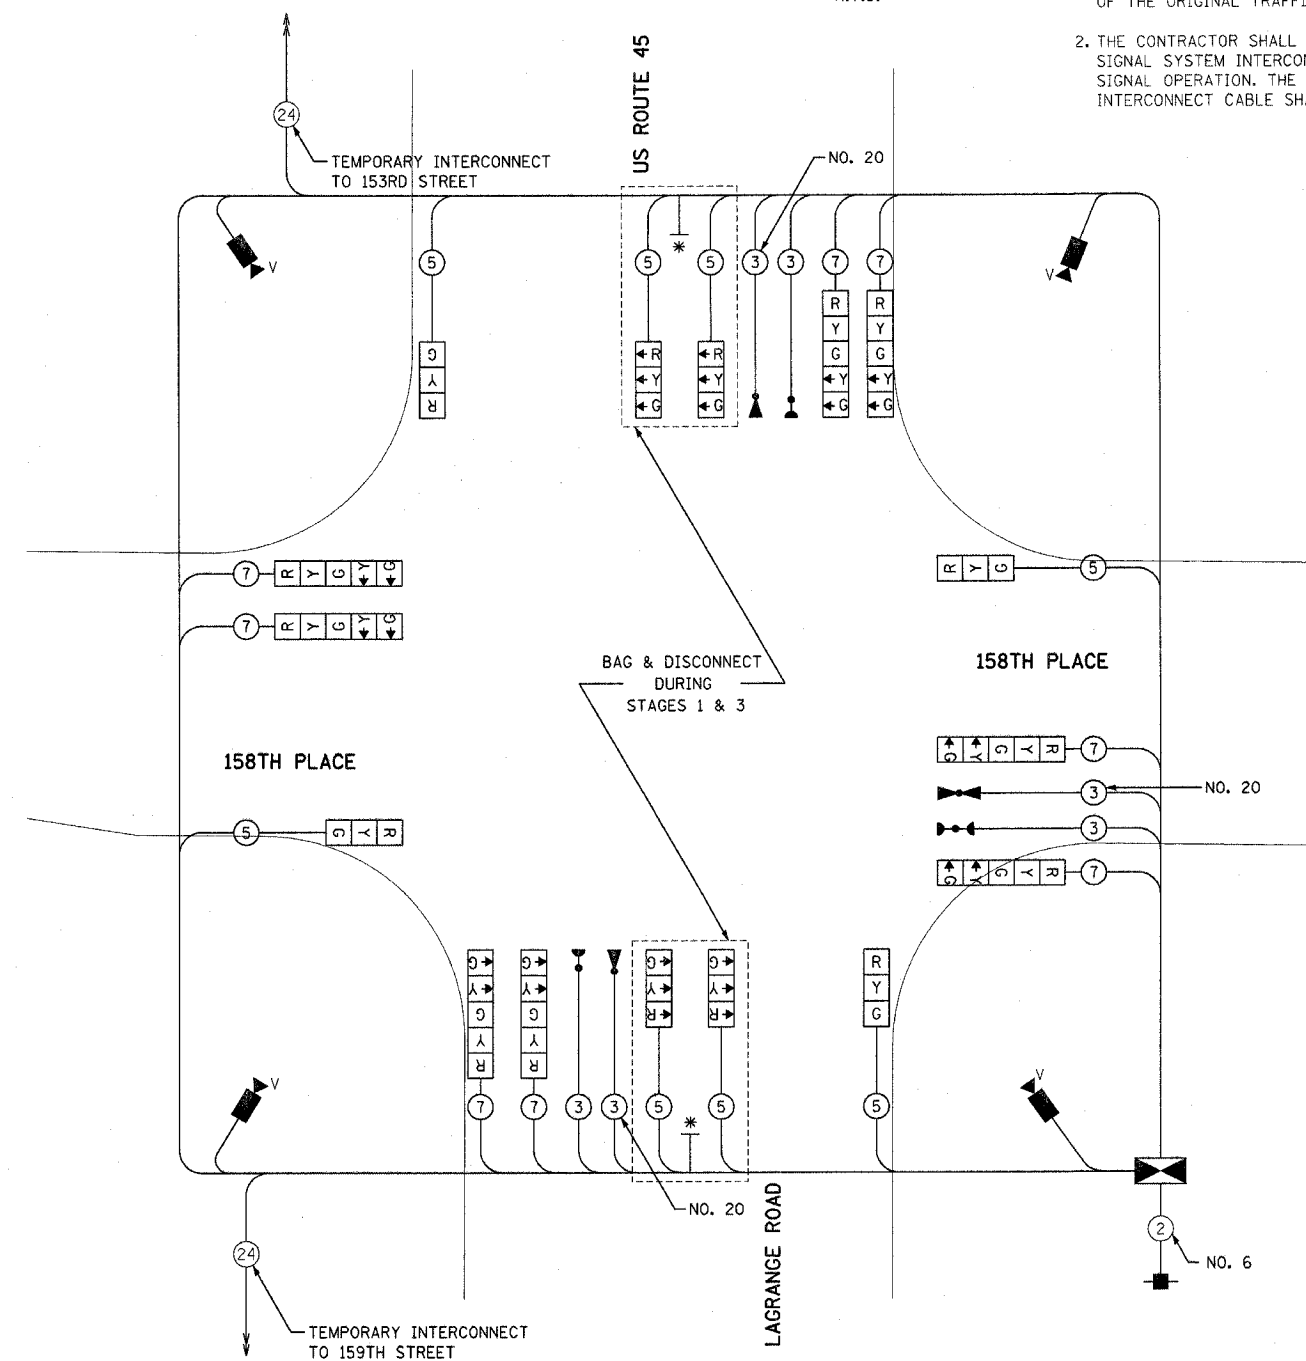 OF THE ORIGINAL TRAFFI
2. THE CONTRACTOR SHALL
SIGNAL SYSTEM INTERCON
SIGNAL OPERATION. THE
INTERCONNECT CABLE SHA
US ROUTE 45
24
TEMPORARY INTERCONNECT
TO 153RD STREET
NO. 20
V
V
5
5
5
3
3
7
7
*
G
Y
R
R
Y
G
R
Y
G
R
Y
G
Y
G
R
Y
G
Y
G
7
R Y G Y G
7
R Y G Y G
R Y G
5
BAG & DISCONNECT
DURING
STAGES 1 & 3
158TH PLACE
158TH PLACE
G Y G Y R
7
3
NO. 20
3
G Y G Y R
7
5
G Y R
G
Y
G
Y
R
G
Y
G
Y
R
G
Y
R
G
Y
R
R
Y
G
V
V
7
7
3
3
5
5
5
*
NO. 20
LAGRANGE ROAD
2
NO. 6
24
TEMPORARY INTERCONNECT
TO 159TH STREET